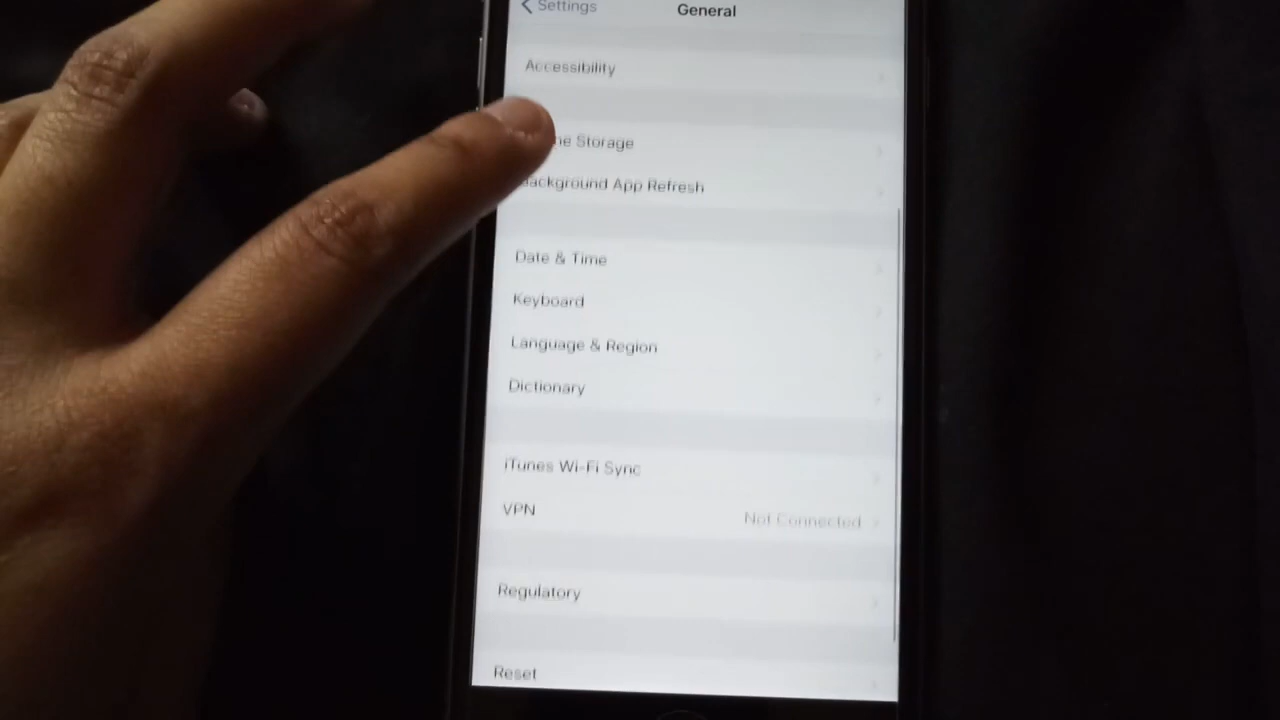 Settings
General
Accessibility
ne Storage
Background App Refresh
Date & Time
Keyboard
Language & Region
Dictionary
iTunes Wi-Fi Sync
VPN
Not Connected
Regulatory
Reset